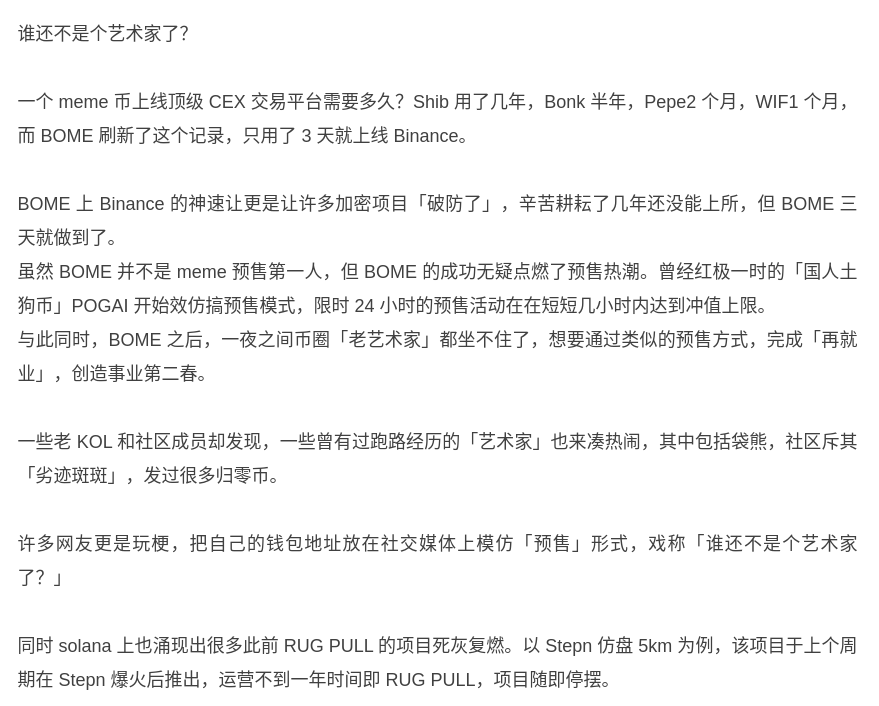 谁还不是个艺术家了？
一个 meme 币上线顶级 CEX 交易平台需要多久？Shib 用了几年，Bonk 半年，Pepe2 个月，WIF1 个月，
而 BOME 刷新了这个记录，只用了 3 天就上线 Binance。
BOME 上 Binance 的神速让更是让许多加密项目「破防了」，辛苦耕耘了几年还没能上所，但 BOME 三
天就做到了。
虽然 BOME 并不是 meme 预售第一人，但 BOME 的成功无疑点燃了预售热潮。曾经红极一时的「国人土
狗币」POGAI 开始效仿搞预售模式，限时 24 小时的预售活动在在短短几小时内达到冲值上限。
与此同时，BOME 之后，一夜之间币圈「老艺术家」都坐不住了，想要通过类似的预售方式，完成「再就
业」，创造事业第二春。
一些老 KOL 和社区成员却发现，一些曾有过跑路经历的「艺术家」也来凑热闹，其中包括袋熊，社区斥其
「劣迹斑斑」，发过很多归零币。
许多网友更是玩梗，把自己的钱包地址放在社交媒体上模仿「预售」形式，戏称「谁还不是个艺术家
了？」
同时 solana 上也涌现出很多此前 RUG PULL 的项目死灰复燃。以 Stepn 仿盘 5km 为例，该项目于上个周
期在 Stepn 爆火后推出，运营不到一年时间即 RUG PULL，项目随即停摆。